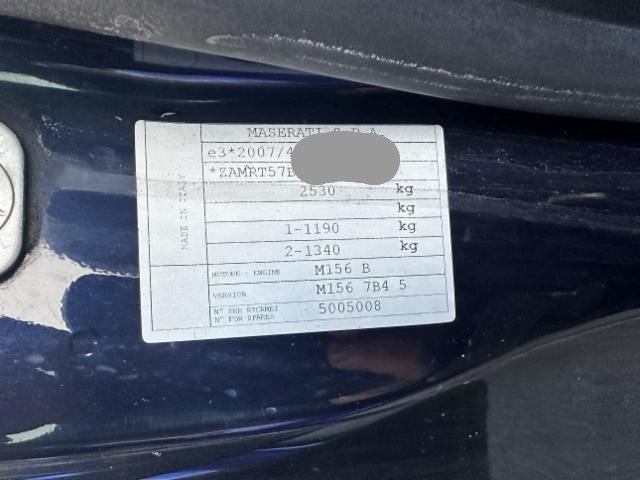 MASERATI S.P.A.
e3*2007/4
*ZAMRT57
2530 kg
kg
1-1190 kg
2-1340 kg
MADE IN ITALY
MOTORE - ENGINE M156 B
VERSION M156 7B4 5
N° PER RICAMBI
N° FOR SPARES 5005008